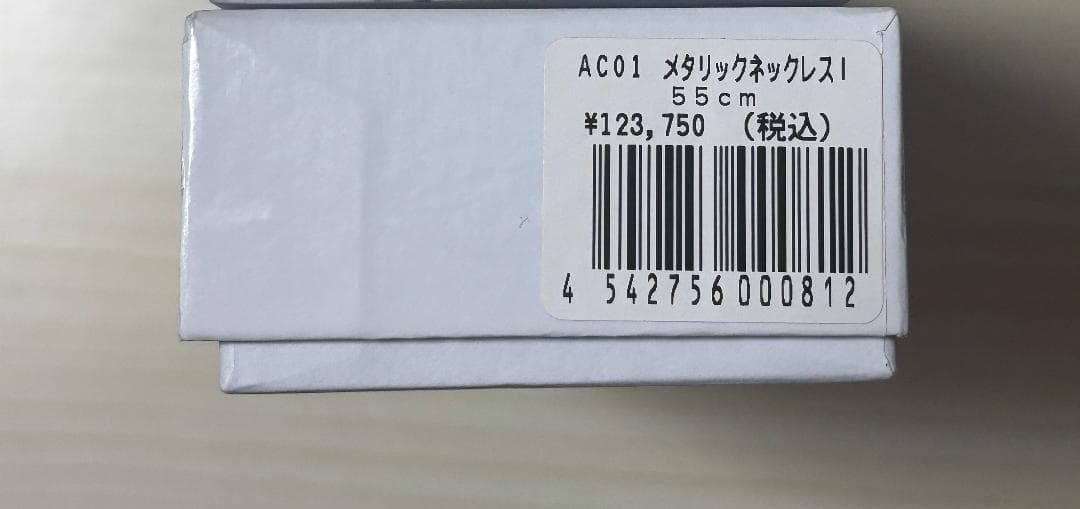 AC01 メタリックネックレスI
55cm
¥123,750 (税込)
4 542756 000812